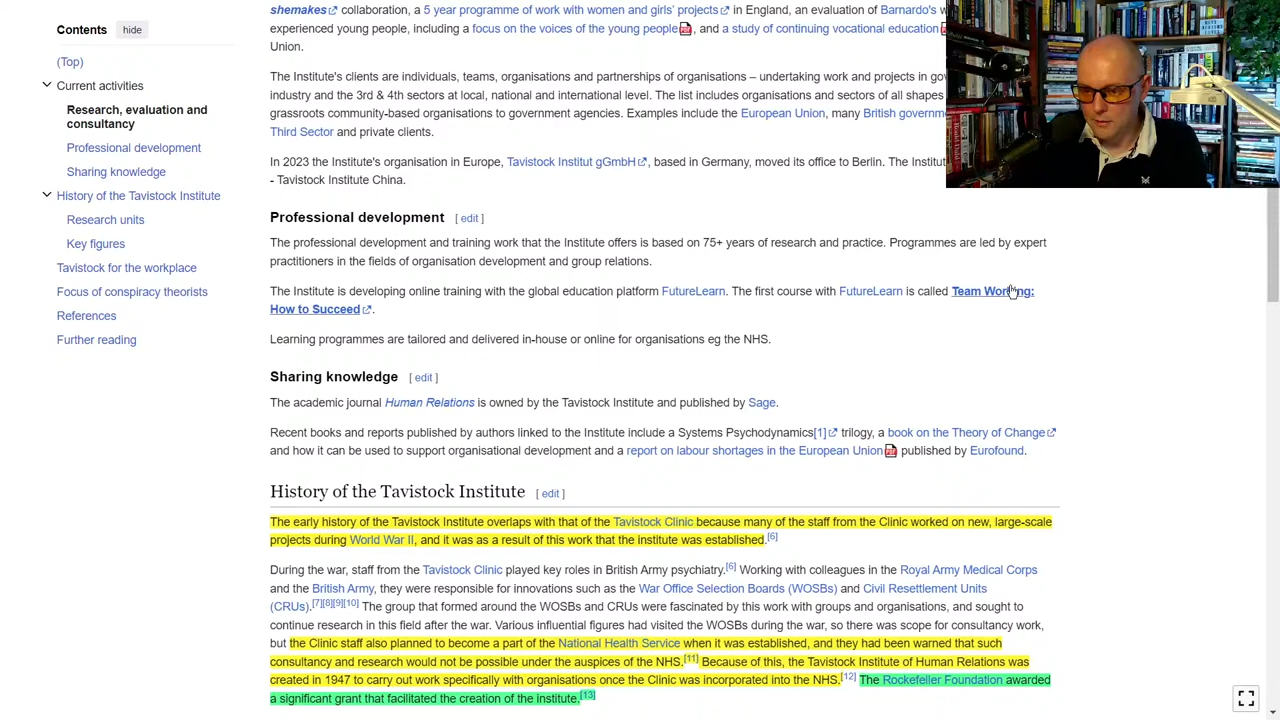 Contents hide
(Top)
Current activities
Research, evaluation and
consultancy
Professional development
Sharing knowledge
History of the Tavistock Institute
Research units
Key figures
Tavistock for the workplace
Focus of conspiracy theorists
References
Further reading
shemakes collaboration, a 5 year programme of work with women and girls' projects in England, an evaluation of Barnardo's
experienced young people, including a focus on the voices of the young people, and a study of continuing vocational education
Union.
The Institute's clients are individuals, teams, organisations and partnerships of organisations – undertaking work and projects in
industry and the 3rd & 4th sectors at local, national and international level. The list includes organisations and sectors of all shapes
grassroots community-based organisations to government agencies. Examples include the European Union, many British
Third Sector and private clients.
In 2023 the Institute's organisation in Europe, Tavistock Institut gGmbH, based in Germany, moved its office to Berlin. The
- Tavistock Institute China.
Professional development [ edit ]
The professional development and training work that the Institute offers is based on 75+ years of research and practice. Programmes are led by expert
practitioners in the fields of organisation development and group relations.
The Institute is developing online training with the global education platform FutureLearn. The first course with FutureLearn is called Team Working:
How to Succeed.
Learning programmes are tailored and delivered in-house or online for organisations eg the NHS.
Sharing knowledge [ edit ]
The academic journal Human Relations is owned by the Tavistock Institute and published by Sage.
Recent books and reports published by authors linked to the Institute include a Systems Psychodynamics[1] trilogy, a book on the Theory of Change
and how it can be used to support organisational development and a report on labour shortages in the European Union published by Eurofound.
History of the Tavistock Institute [ edit ]
The early history of the Tavistock Institute overlaps with that of the Tavistock Clinic because many of the staff from the Clinic worked on new, large-scale
projects during World War II, and it was as a result of this work that the institute was established.[6]
During the war, staff from the Tavistock Clinic played key roles in British Army psychiatry.[6] Working with colleagues in the Royal Army Medical Corps
and the British Army, they were responsible for innovations such as the War Office Selection Boards (WOSBs) and Civil Resettlement Units
(CRUs).[7][8][9][10] The group that formed around the WOSBs and CRUs were fascinated by this work with groups and organisations, and sought to
continue research in this field after the war. Various influential figures had visited the WOSBs during the war, so there was scope for consultancy work,
but the Clinic staff also planned to become a part of the National Health Service when it was established, and they had been warned that such
consultancy and research would not be possible under the auspices of the NHS.[11] Because of this, the Tavistock Institute of Human Relations was
created in 1947 to carry out work specifically with organisations once the Clinic was incorporated into the NHS.[12] The Rockefeller Foundation awarded
a significant grant that facilitated the creation of the institute.[13]